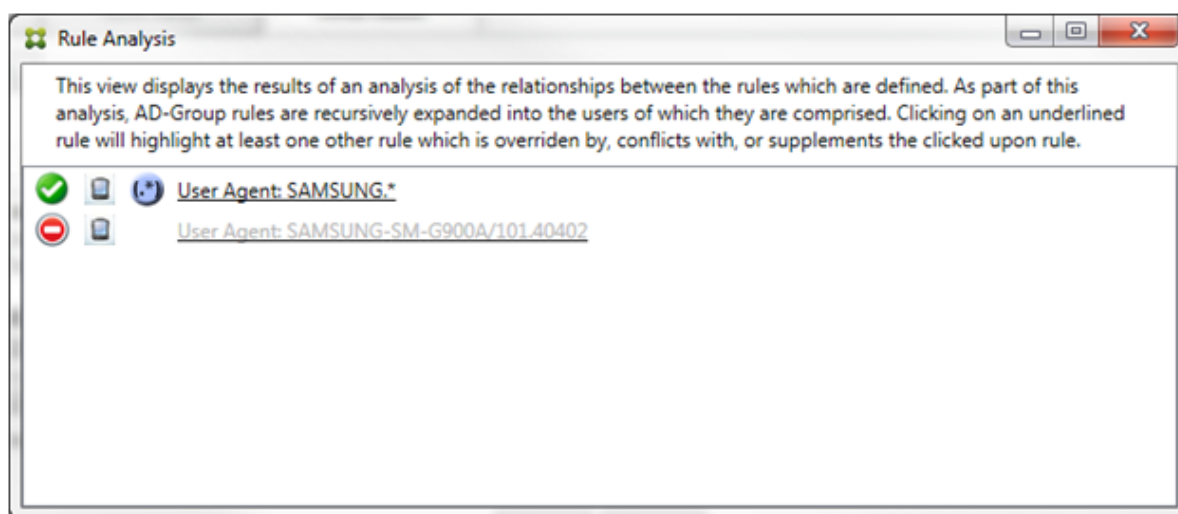 Rule Analysis
This view displays the results of an analysis of the relationships between the rules which are defined. As part of this
analysis, AD-Group rules are recursively expanded into the users of which they are comprised. Clicking on an underlined
rule will highlight at least one other rule which is overriden by, conflicts with, or supplements the clicked upon rule.
(.*) User Agent: SAMSUNG.*
User Agent: SAMSUNG-SM-G900A/101.40402